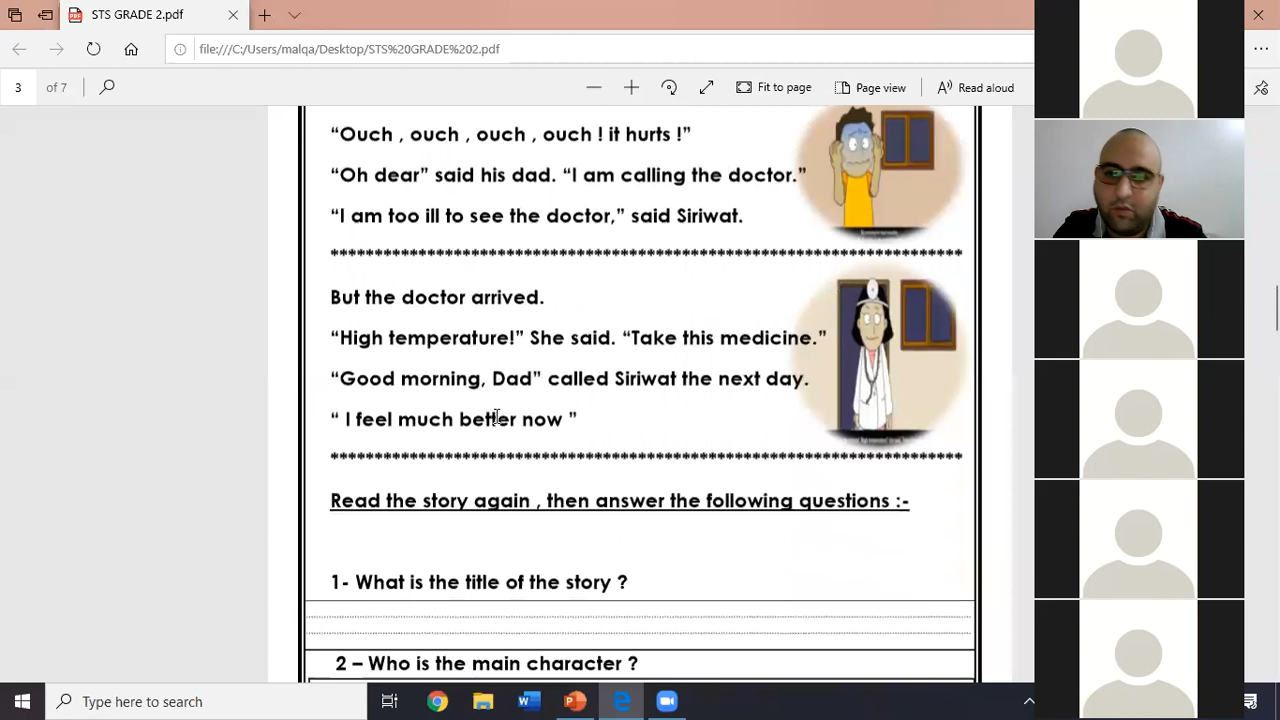 STS GRADE 2.pdf
file:///C:/Users/malqa/Desktop/STS%20GRADE%202.pdf
3 of 7
Fit to page
Page view
Read aloud
“Ouch , ouch , ouch , ouch ! it hurts !”
“Oh dear” said his dad. “I am calling the doctor.”
“I am too ill to see the doctor,” said Siriwat.
******************************************************************************
But the doctor arrived.
“High temperature!” She said. “Take this medicine.”
“Good morning, Dad” called Siriwat the next day.
“ I feel much better now ”
******************************************************************************
Read the story again , then answer the following questions :-
1- What is the title of the story ?
2 – Who is the main character ?
Type here to search